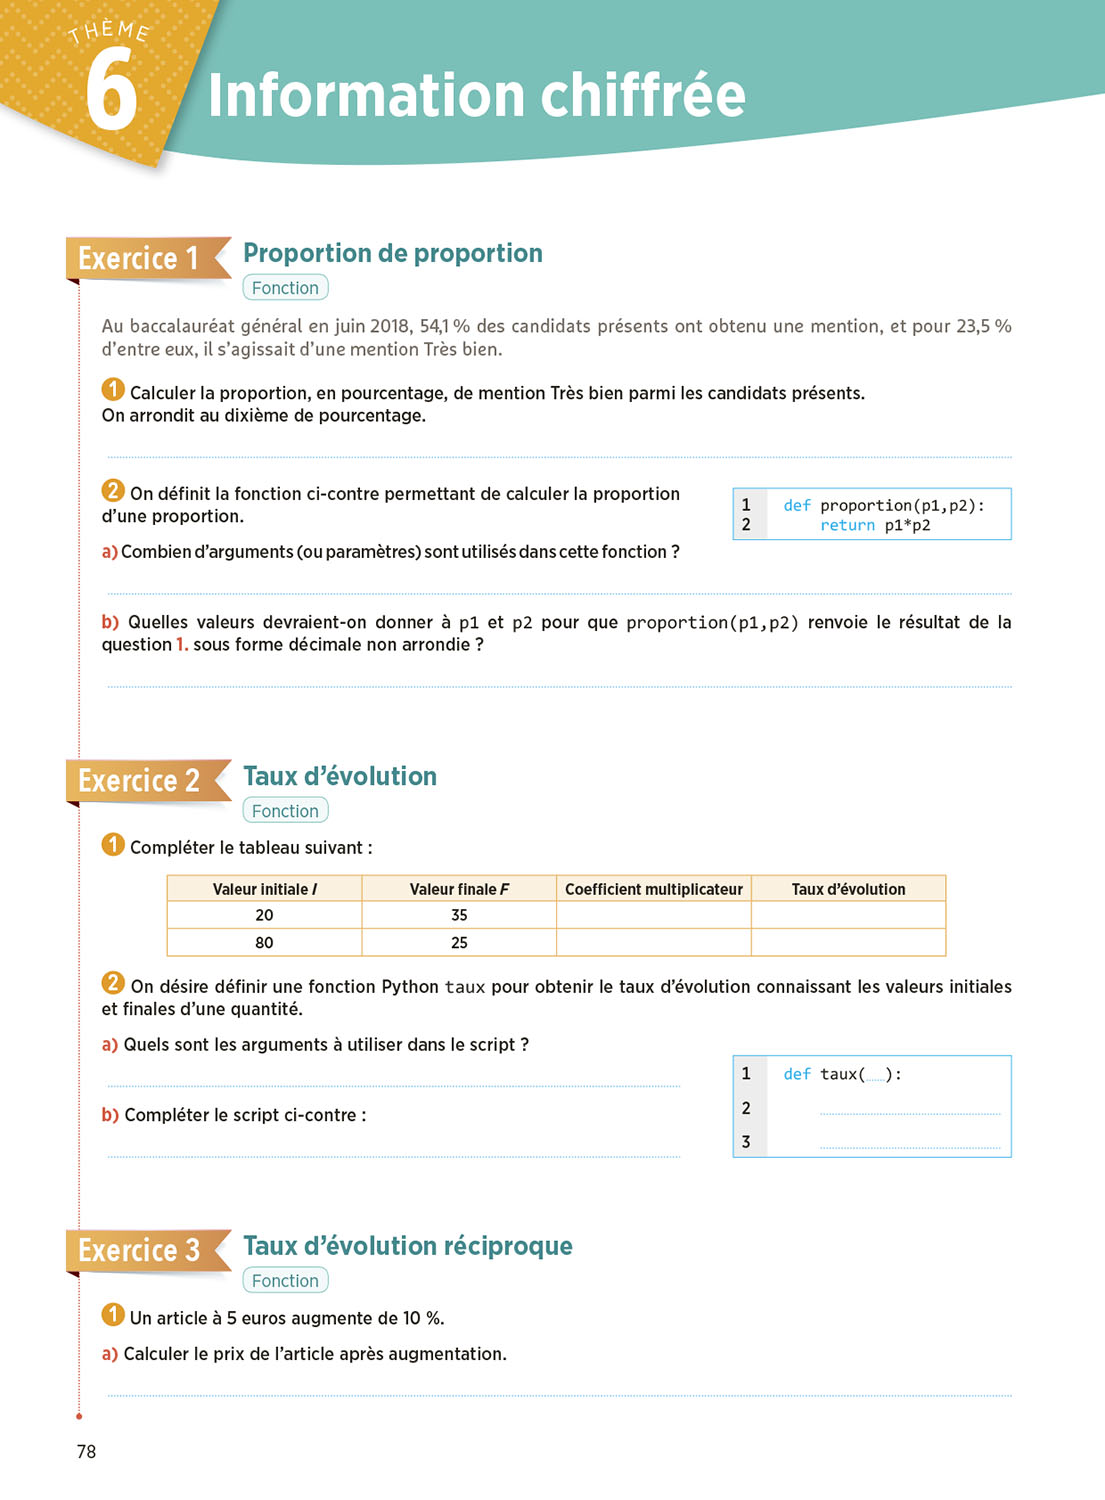 THÈME
6
Information chiffrée
Exercice 1
Proportion de proportion
Fonction
Au baccalauréat général en juin 2018, 54,1 % des candidats présents ont obtenu une mention, et pour 23,5 %
d’entre eux, il s’agissait d’une mention Très bien.
1 Calculer la proportion, en pourcentage, de mention Très bien parmi les candidats présents.
On arrondit au dixième de pourcentage.
2 On définit la fonction ci-contre permettant de calculer la proportion
d’une proportion.
1 def proportion(p1,p2):
2 return p1*p2
a) Combien d’arguments (ou paramètres) sont utilisés dans cette fonction ?
b) Quelles valeurs devraient-on donner à p1 et p2 pour que proportion(p1,p2) renvoie le résultat de la
question 1. sous forme décimale non arrondie ?
Exercice 2
Taux d’évolution
Fonction
1 Compléter le tableau suivant :
Valeur initiale I Valeur finale F Coefficient multiplicateur Taux d’évolution
20 35
80 25
2 On désire définir une fonction Python taux pour obtenir le taux d’évolution connaissant les valeurs initiales
et finales d’une quantité.
a) Quels sont les arguments à utiliser dans le script ?
b) Compléter le script ci-contre :
1 def taux(......):
2
3
Exercice 3
Taux d’évolution réciproque
Fonction
1 Un article à 5 euros augmente de 10 %.
a) Calculer le prix de l’article après augmentation.
78